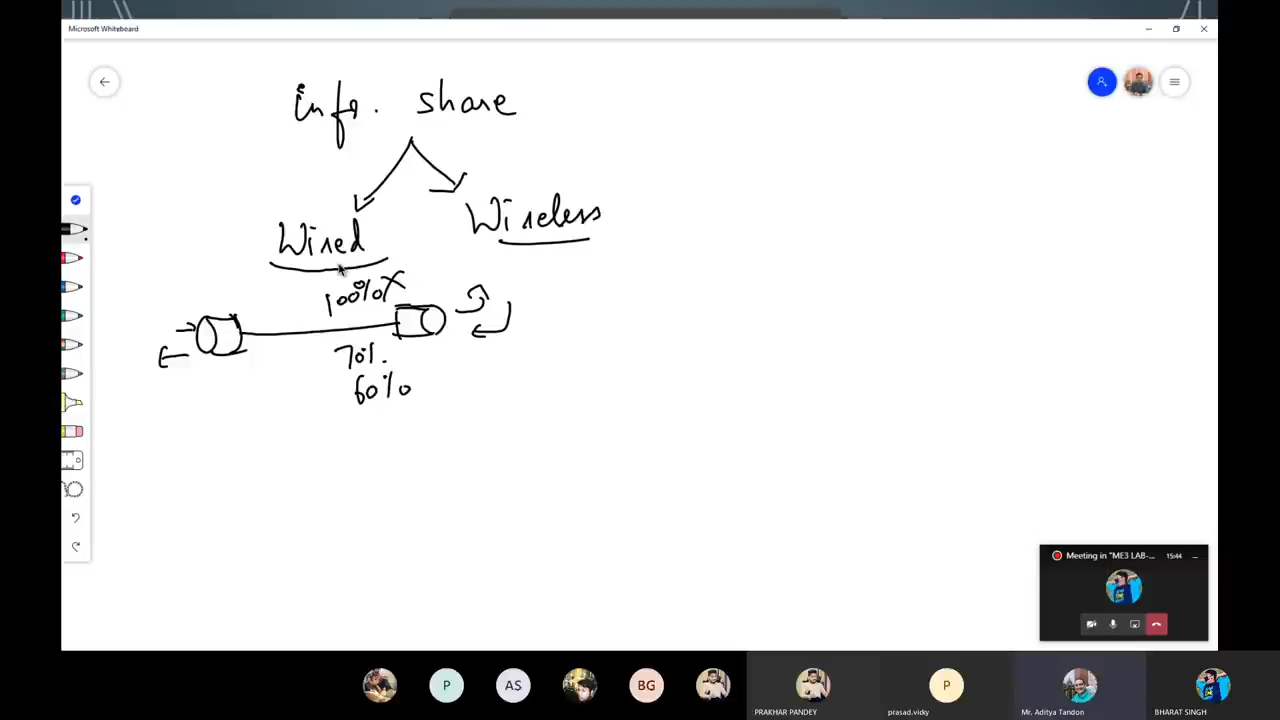 Microsoft Whiteboard
info. share
Wired
Wireless
100% X
70%.
60%
Meeting in "ME3 LAB-...
15:44
P
AS
BG
P
PRAKHAR PANDEY
prasad.vicky
Mr. Aditya Tandon
BHARAT SINGH